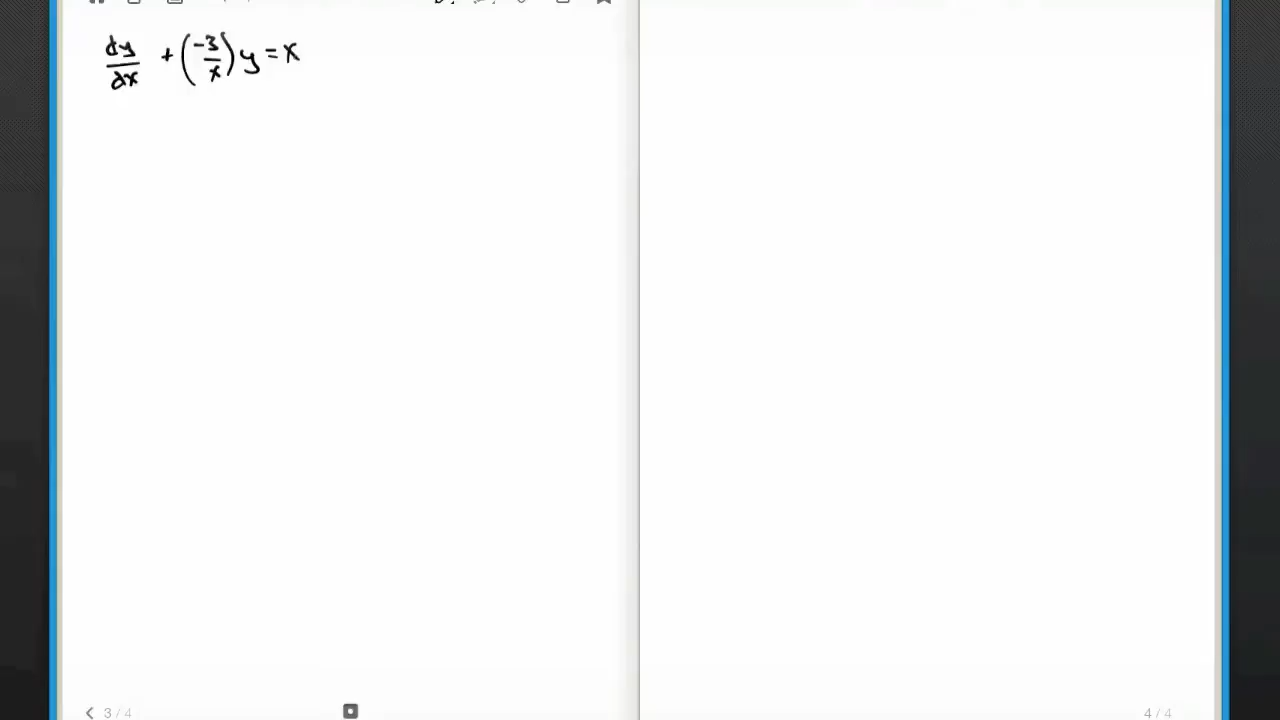 dy/dx + (-3/x) y = x
3 / 4
4 / 4